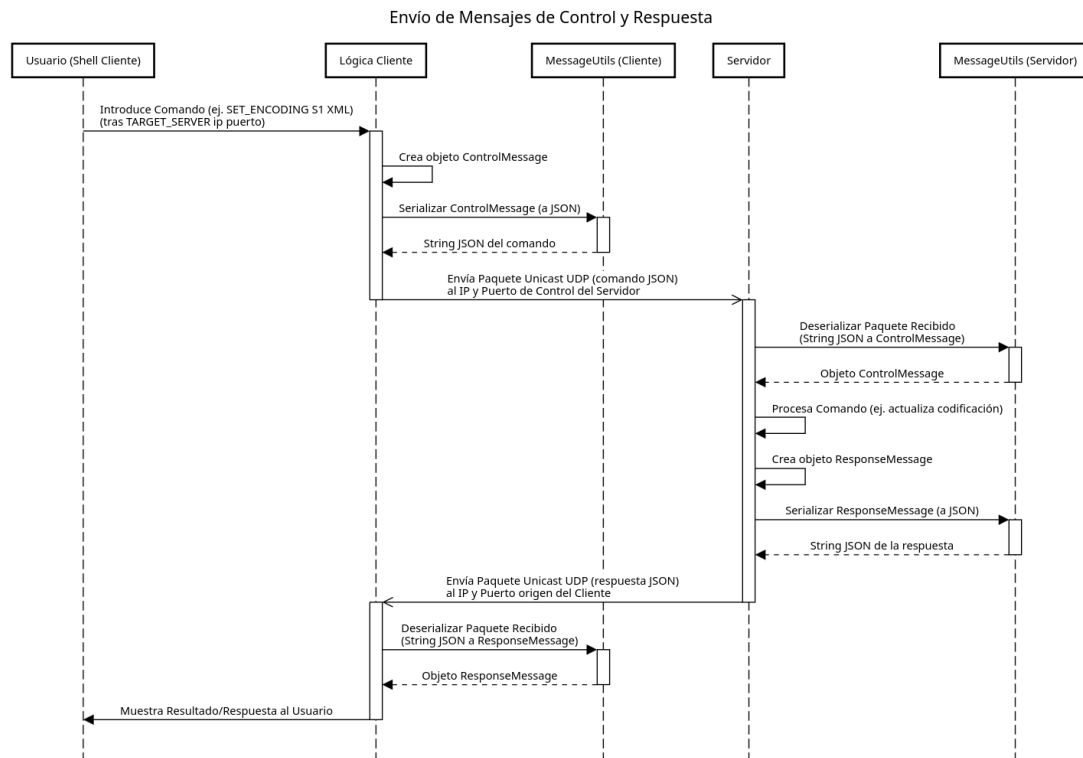 Envío de Mensajes de Control y Respuesta
Usuario (Shell Cliente)
Lógica Cliente
MessageUtils (Cliente)
Servidor
MessageUtils (Servidor)
Introduce Comando (ej. SET_ENCODING S1 XML)
(tras TARGET_SERVER ip puerto)
Crea objeto ControlMessage
Serializar ControlMessage (a JSON)
String JSON del comando
Envía Paquete Unicast UDP (comando JSON)
al IP y Puerto de Control del Servidor
Deserializar Paquete Recibido
(String JSON a ControlMessage)
Objeto ControlMessage
Procesa Comando (ej. actualiza codificación)
Crea objeto ResponseMessage
Serializar ResponseMessage (a JSON)
String JSON de la respuesta
Envía Paquete Unicast UDP (respuesta JSON)
al IP y Puerto origen del Cliente
Deserializar Paquete Recibido
(String JSON a ResponseMessage)
Objeto ResponseMessage
Muestra Resultado/Respuesta al Usuario